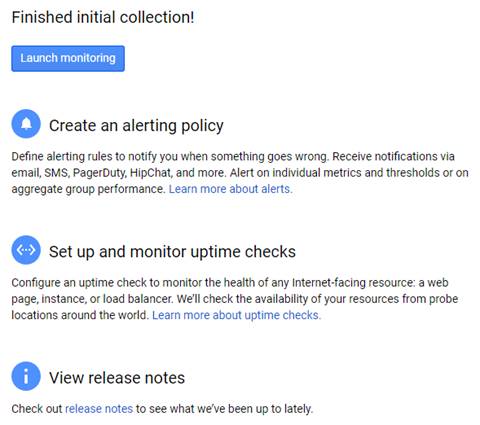 Finished initial collection!
Launch monitoring
Create an alerting policy
Define alerting rules to notify you when something goes wrong. Receive notifications via
email, SMS, PagerDuty, HipChat, and more. Alert on individual metrics and thresholds or on
aggregate group performance. Learn more about alerts.
Set up and monitor uptime checks
Configure an uptime check to monitor the health of any Internet-facing resource: a web
page, instance, or load balancer. We'll check the availability of your resources from probe
locations around the world. Learn more about uptime checks.
View release notes
Check out release notes to see what we've been up to lately.